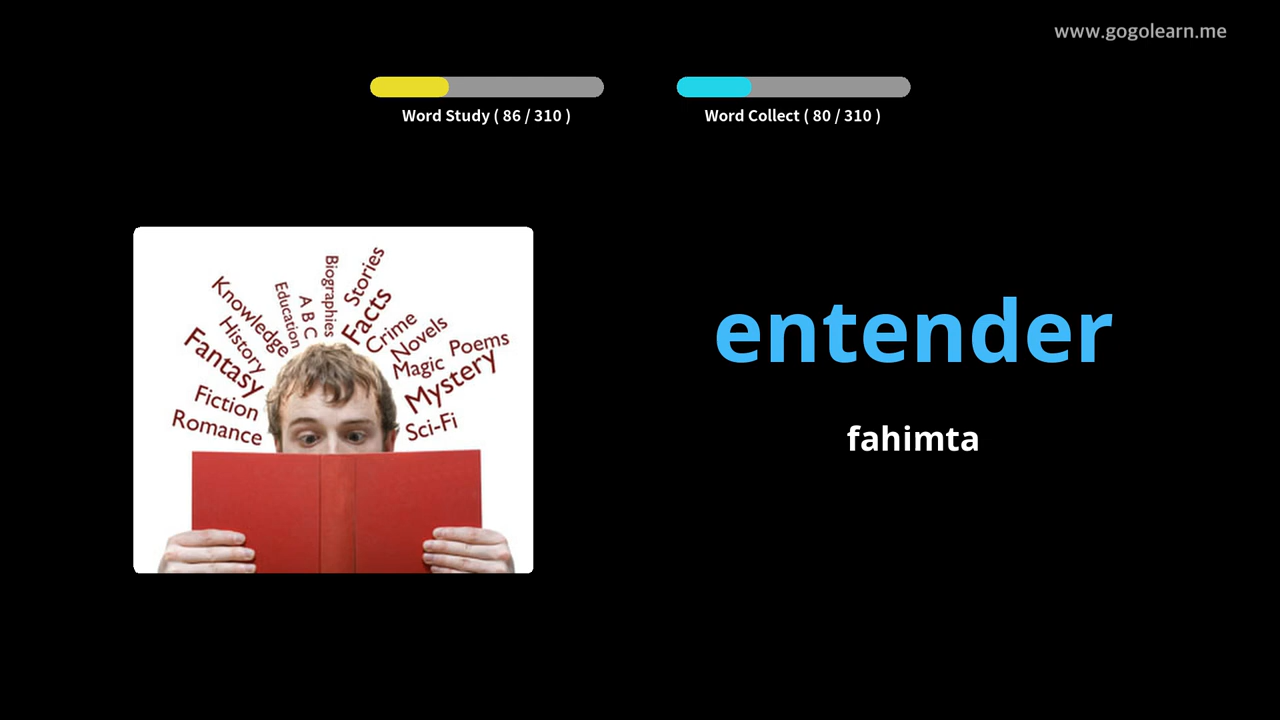 www.gogolearn.me
Word Study ( 86 / 310 )
Word Collect ( 80 / 310 )
Biographies
Stories
Education
A B C
Facts
Knowledge
Crime
History
Novels
Fantasy
Magic
Poems
Mystery
Fiction
Romance
Sci-Fi
entender
fahimta